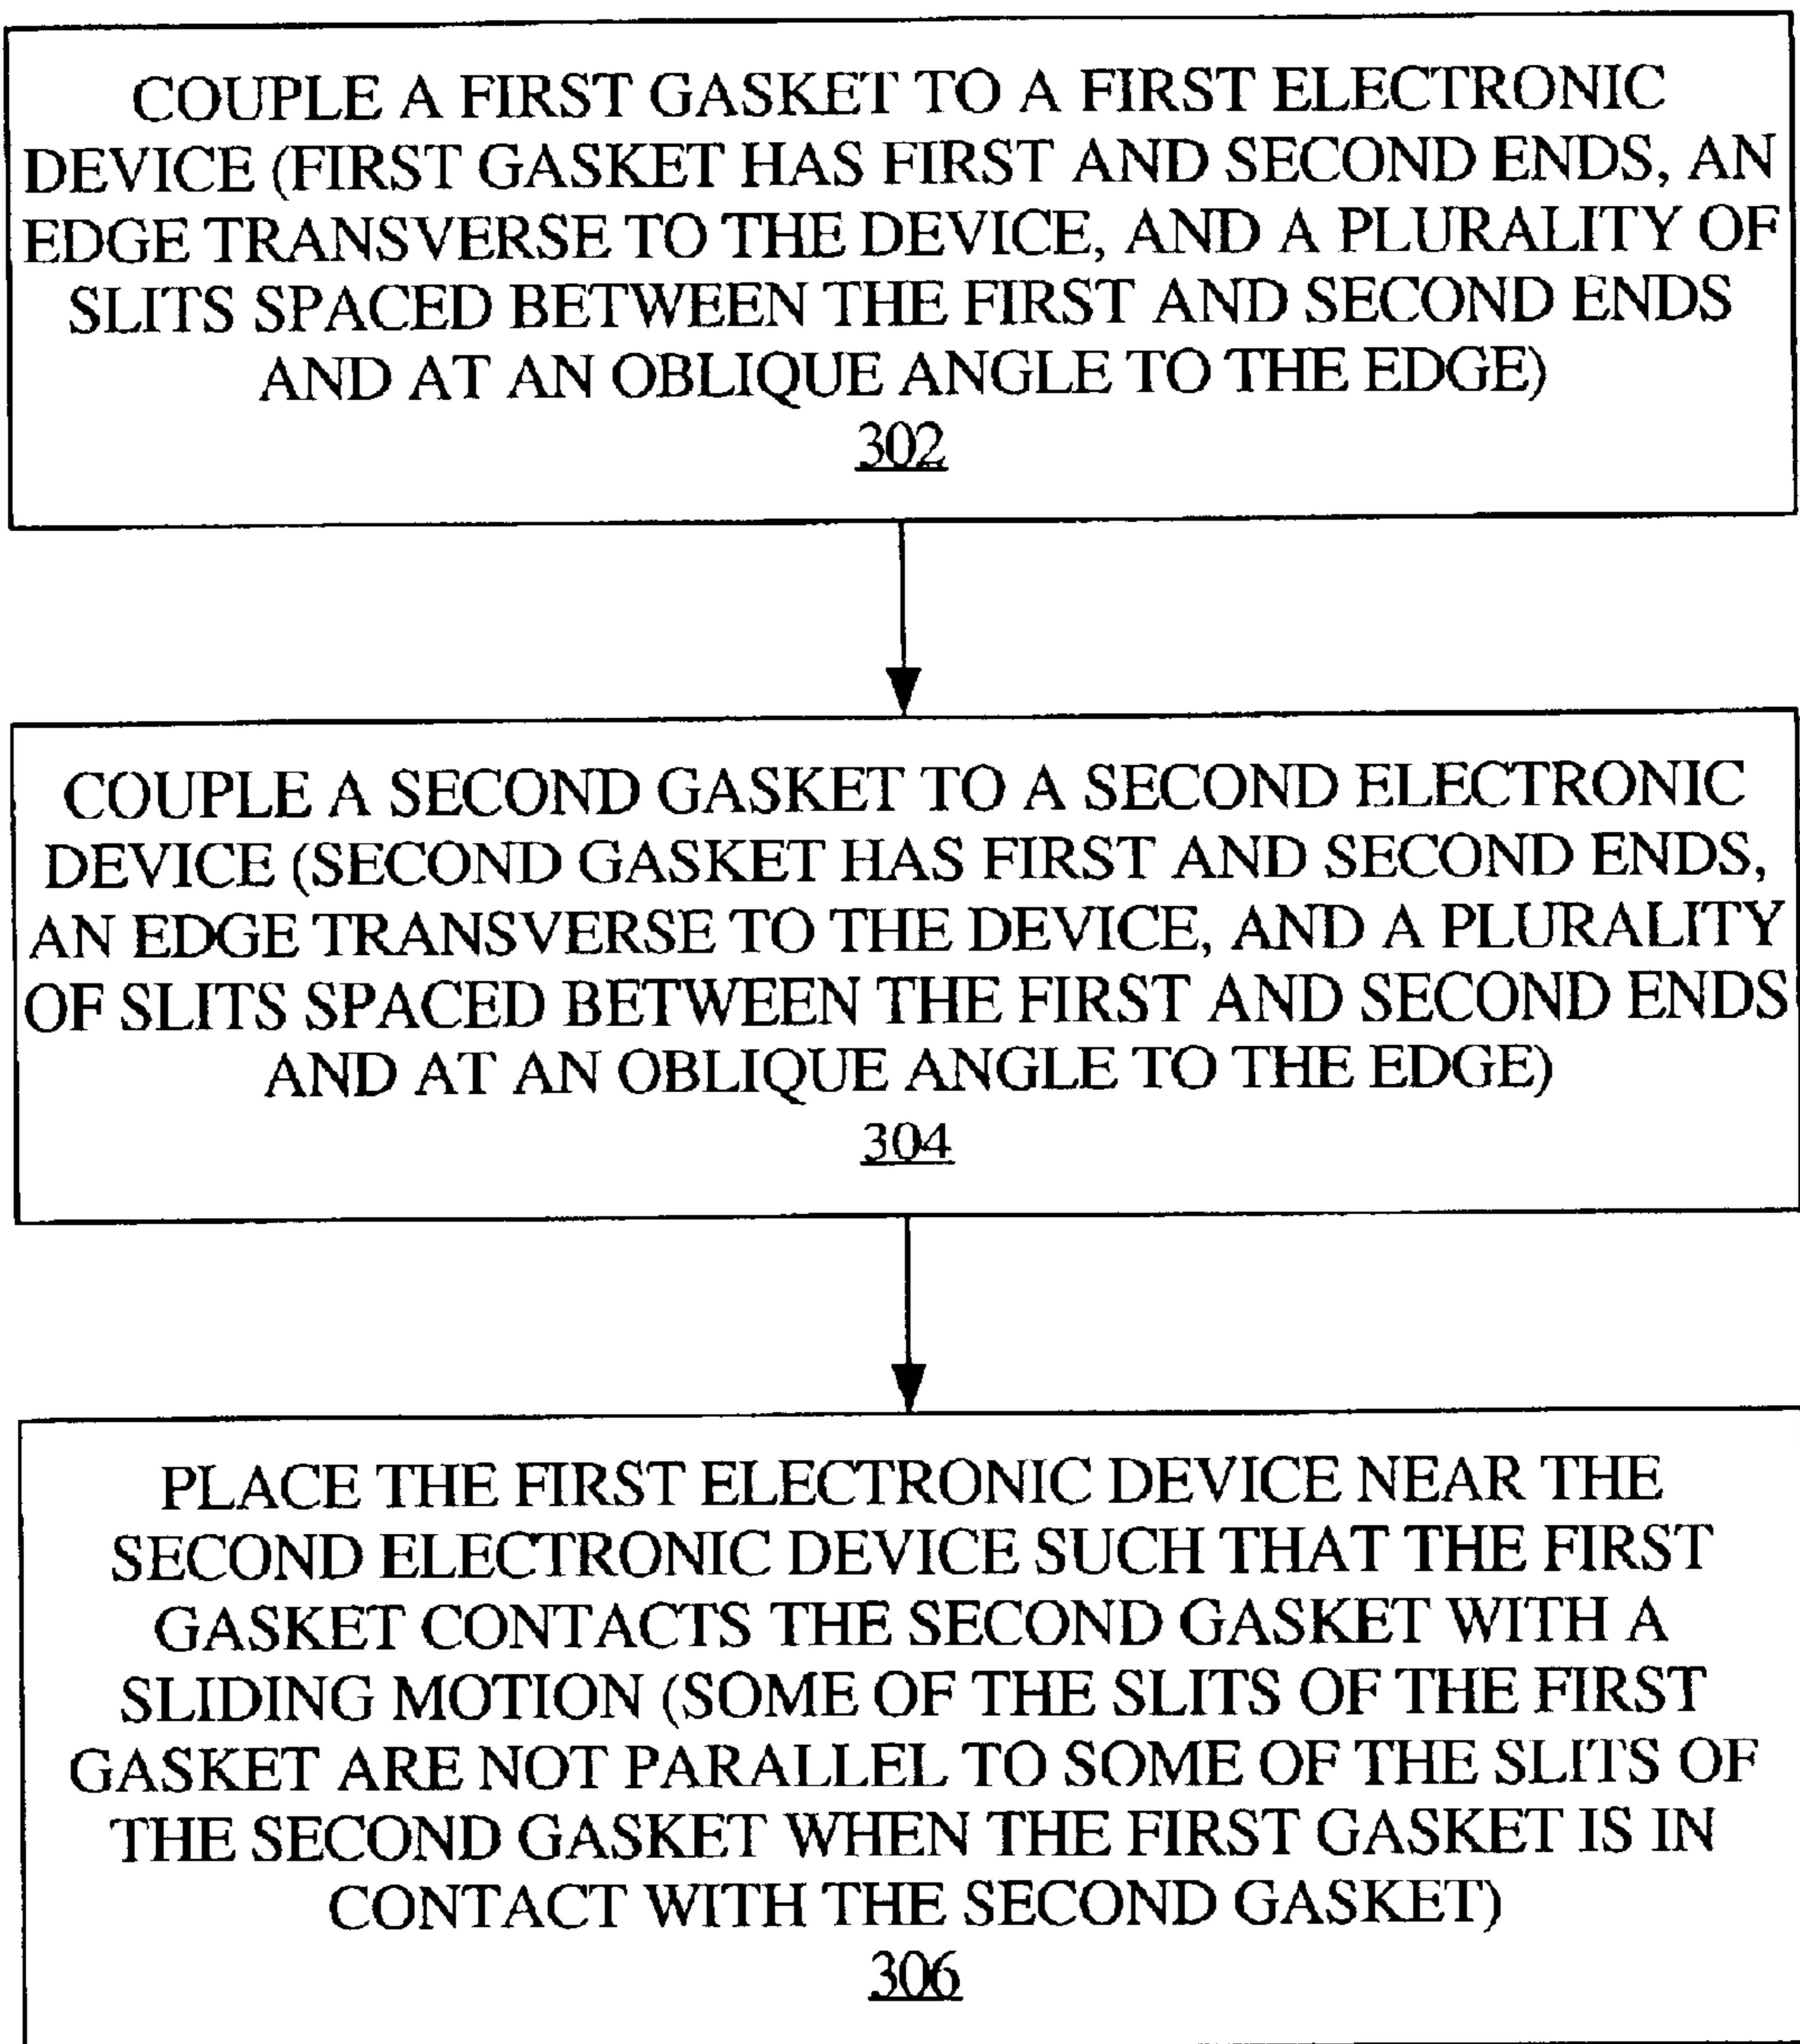 COUPLE A FIRST GASKET TO A FIRST ELECTRONIC
DEVICE (FIRST GASKET HAS FIRST AND SECOND ENDS, AN
EDGE TRANSVERSE TO THE DEVICE, AND A PLURALITY OF
SLITS SPACED BETWEEN THE FIRST AND SECOND ENDS
AND AT AN OBLIQUE ANGLE TO THE EDGE)
302
COUPLE A SECOND GASKET TO A SECOND ELECTRONIC
DEVICE (SECOND GASKET HAS FIRST AND SECOND ENDS,
AN EDGE TRANSVERSE TO THE DEVICE, AND A PLURALITY
OF SLITS SPACED BETWEEN THE FIRST AND SECOND ENDS
AND AT AN OBLIQUE ANGLE TO THE EDGE)
304
PLACE THE FIRST ELECTRONIC DEVICE NEAR THE
SECOND ELECTRONIC DEVICE SUCH THAT THE FIRST
GASKET CONTACTS THE SECOND GASKET WITH A
SLIDING MOTION (SOME OF THE SLITS OF THE FIRST
GASKET ARE NOT PARALLEL TO SOME OF THE SLITS OF
THE SECOND GASKET WHEN THE FIRST GASKET IS IN
CONTACT WITH THE SECOND GASKET)
306